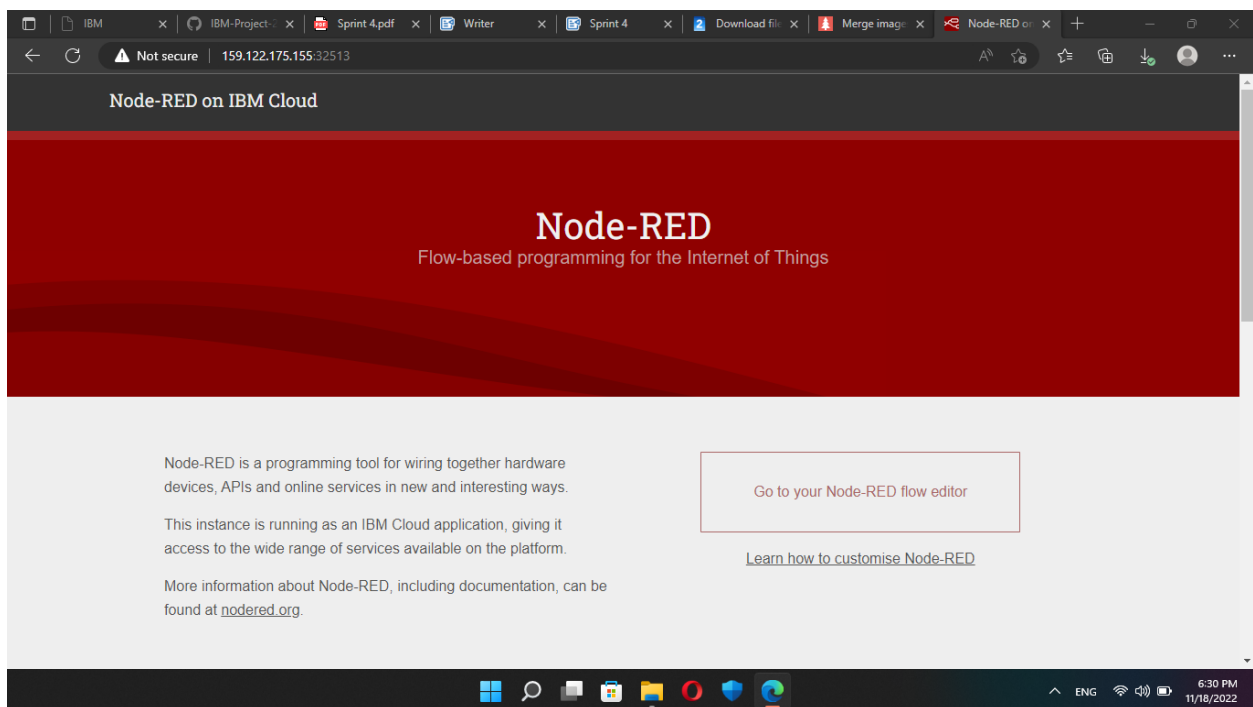 IBM
IBM-Project-2
Sprint 4.pdf
Writer
Sprint 4
2 Download file
Merge image
Node-RED on
Not secure | 159.122.175.155:32513
Node-RED on IBM Cloud
Node-RED
Flow-based programming for the Internet of Things
Node-RED is a programming tool for wiring together hardware
devices, APIs and online services in new and interesting ways.
This instance is running as an IBM Cloud application, giving it
access to the wide range of services available on the platform.
More information about Node-RED, including documentation, can be
found at nodered.org.
Go to your Node-RED flow editor
Learn how to customise Node-RED
ENG
6:30 PM
11/18/2022